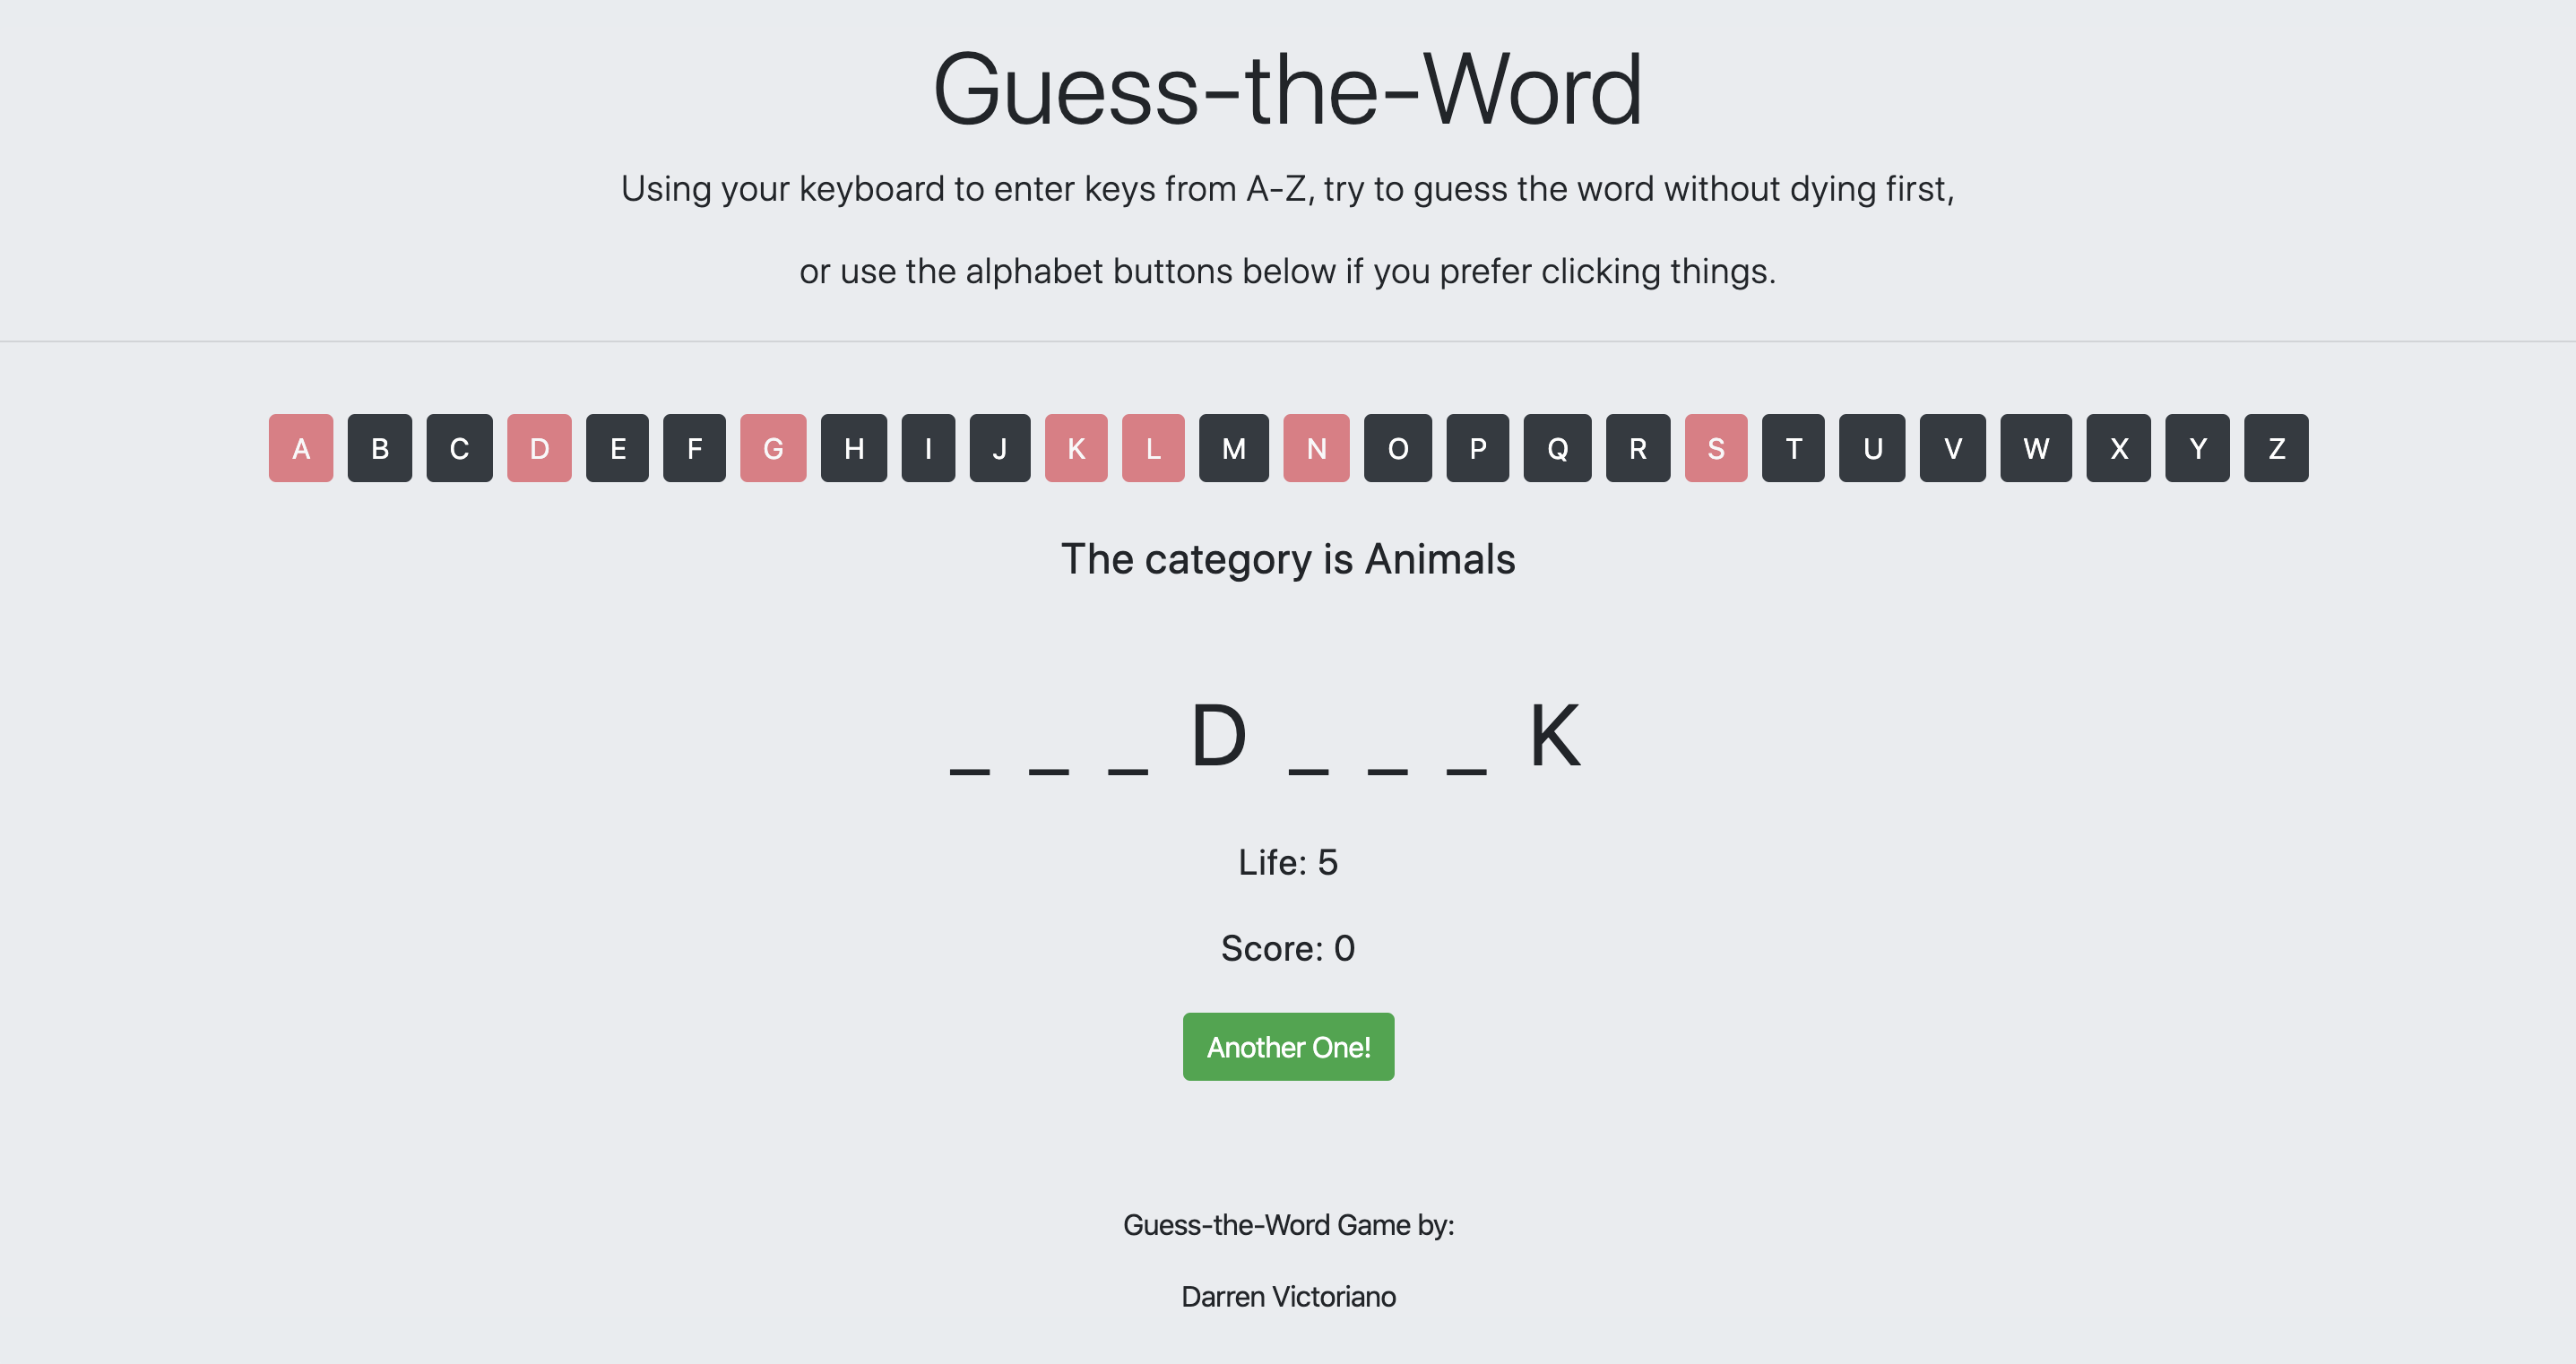 Guess-the-Word
Using your keyboard to enter keys from A-Z, try to guess the word without dying first,
or use the alphabet buttons below if you prefer clicking things.
A B C D E F G H I J K L M N O P Q R S T U V W X Y Z
The category is Animals
_ _ _ D _ _ _ K
Life: 5
Score: 0
Another One!
Guess-the-Word Game by:
Darren Victoriano